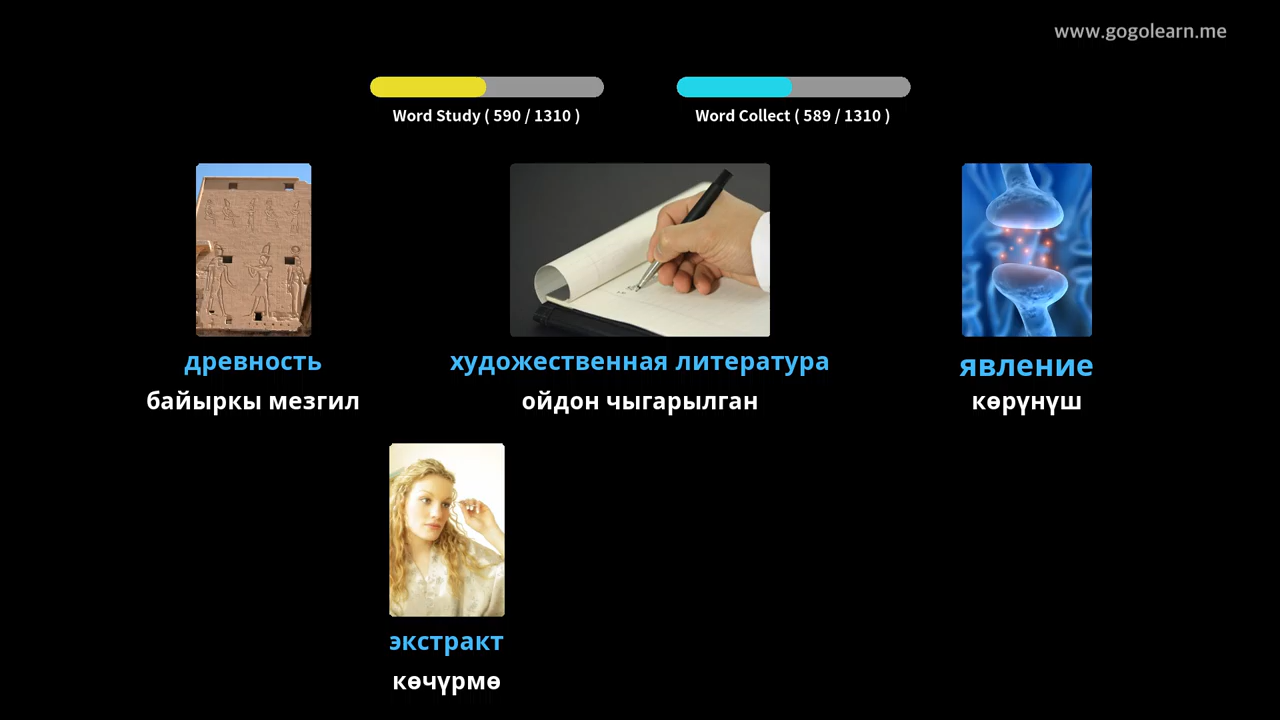 www.gogolearn.me
Word Study ( 590 / 1310 )
Word Collect ( 589 / 1310 )
древность
художественная литература
явление
байыркы мезгил
ойдон чыгарылган
көрүнүш
экстракт
көчүрмө